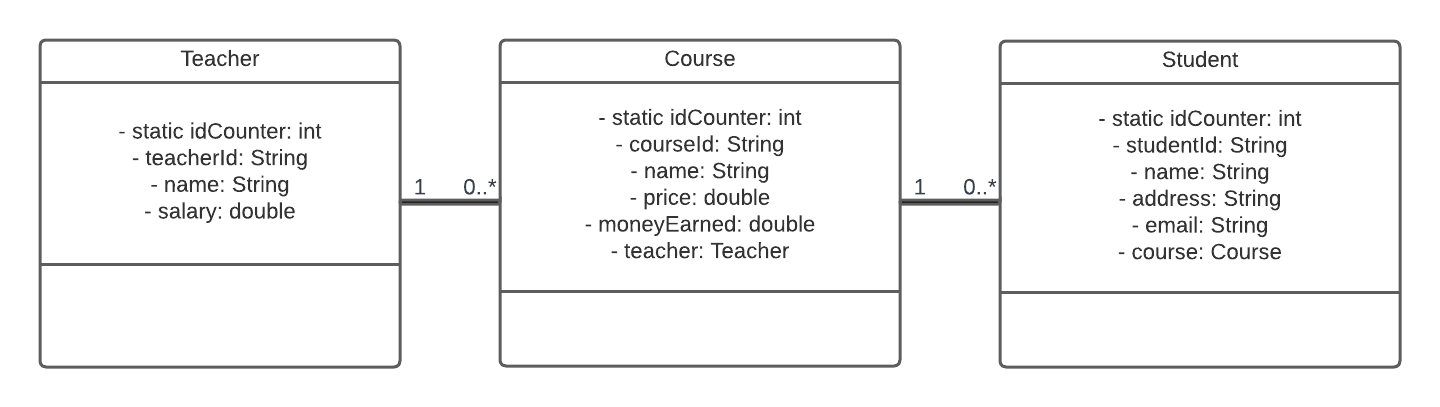 Teacher
- static idCounter: int
- teacherId: String
- name: String
- salary: double
1
0..*
Course
- static idCounter: int
- courseId: String
- name: String
- price: double
- moneyEarned: double
- teacher: Teacher
1
0..*
Student
- static idCounter: int
- studentId: String
- name: String
- address: String
- email: String
- course: Course